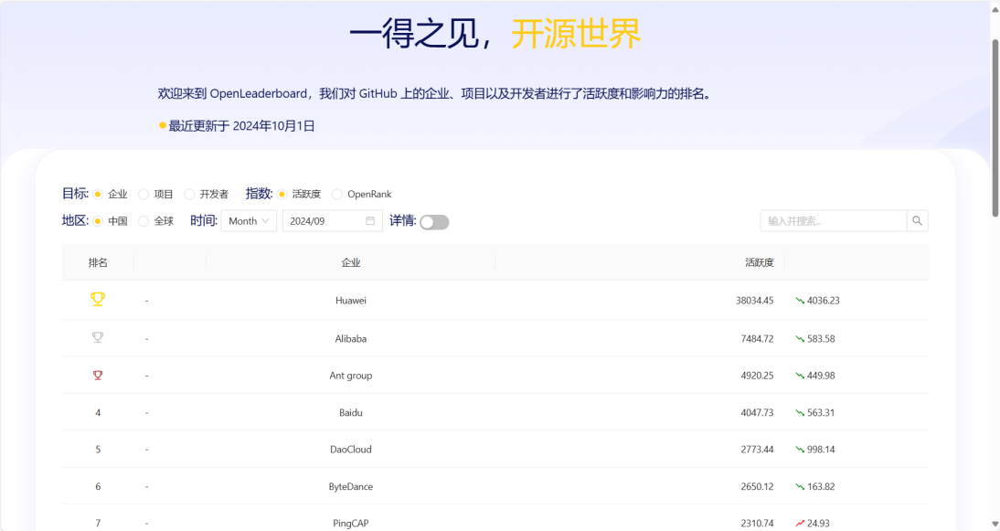 一得之见，开源世界
欢迎来到 OpenLeaderboard，我们对 GitHub 上的企业、项目以及开发者进行了活跃度和影响力的排名。
最近更新于 2024年10月1日
目标: 企业 项目 开发者 指数: 活跃度 OpenRank
地区: 中国 全球 时间: Month 2024/09 详情: 输入并搜索...
排名 企业 活跃度
- Huawei 38034.45 4036.23
- Alibaba 7484.72 583.58
- Ant group 4920.25 449.98
4 - Baidu 4047.73 563.31
5 - DaoCloud 2773.44 998.14
6 - ByteDance 2650.12 163.82
7 - PingCAP 2310.74 24.93